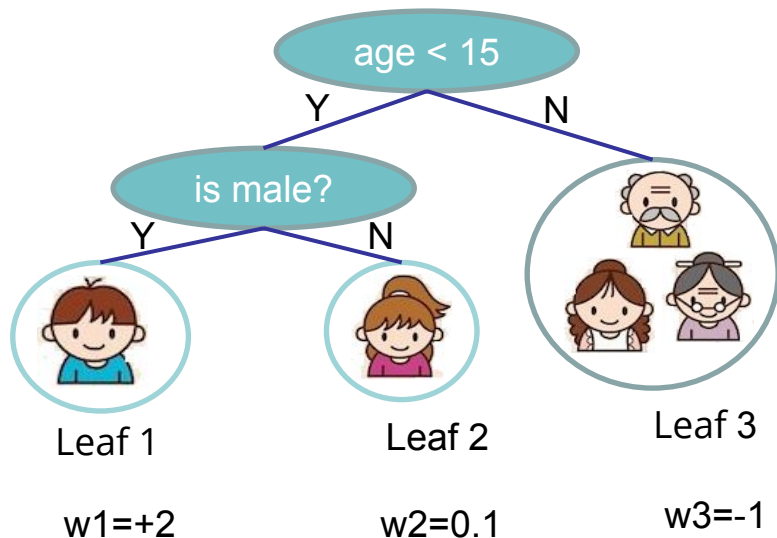 age < 15
Y
N
is male?
Y
N
Leaf 1
Leaf 2
Leaf 3
w1=+2
w2=0.1
w3=-1